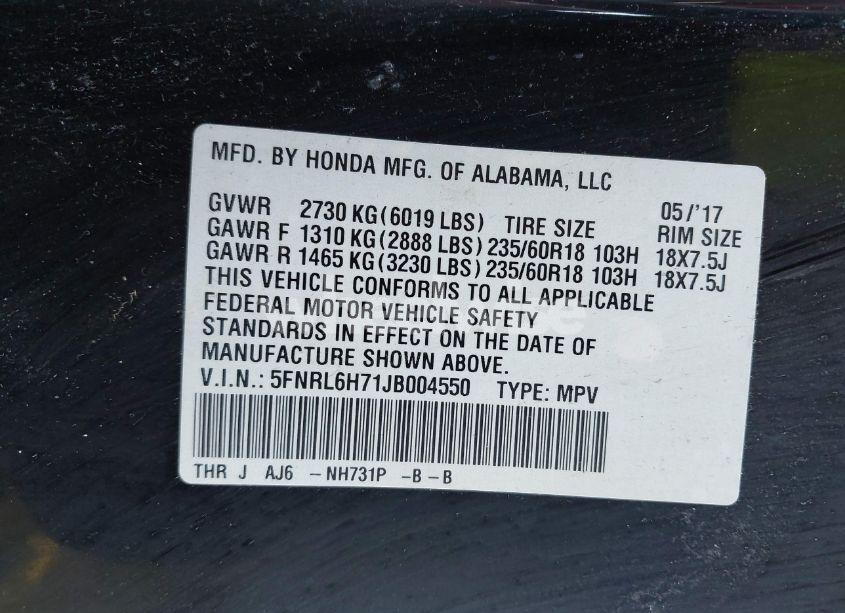 MFD. BY HONDA MFG. OF ALABAMA, LLC
05/'17
GVWR 2730 KG(6019 LBS) TIRE SIZE RIM SIZE
GAWR F 1310 KG(2888 LBS) 235/60R18 103H 18X7.5J
GAWR R 1465 KG(3230 LBS) 235/60R18 103H 18X7.5J
THIS VEHICLE CONFORMS TO ALL APPLICABLE
FEDERAL MOTOR VEHICLE SAFETY
STANDARDS IN EFFECT ON THE DATE OF
MANUFACTURE SHOWN ABOVE.
V.I.N.: 5FNRL6H71JB004550 TYPE: MPV
THR J AJ6 -NH731P -B-B